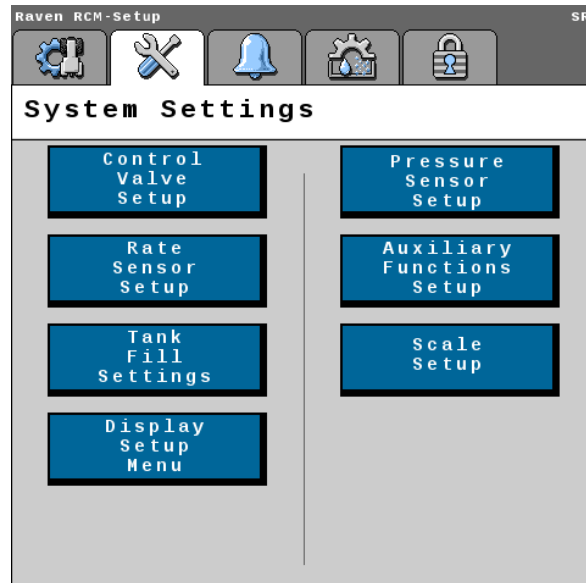 Raven RCM-Setup
SR
System Settings
Control
Valve
Setup
Rate
Sensor
Setup
Tank
Fill
Settings
Display
Setup
Menu
Pressure
Sensor
Setup
Auxiliary
Functions
Setup
Scale
Setup